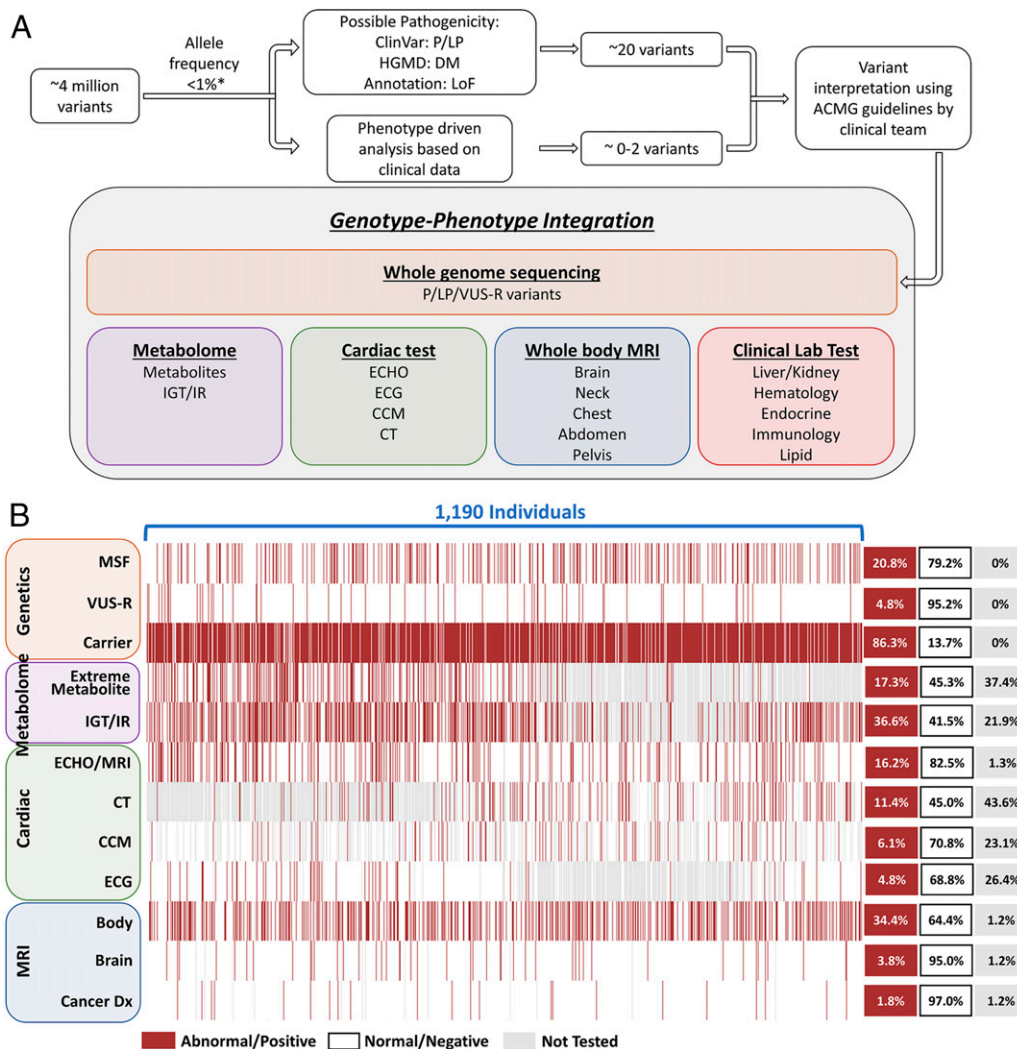 A
~4 million
variants
Allele
frequency
<1%*
Possible Pathogenicity:
ClinVar: P/LP
HGMD: DM
Annotation: LoF
~20 variants
Phenotype driven
analysis based on
clinical data
~ 0-2 variants
Variant
interpretation using
ACMG guidelines by
clinical team
Genotype-Phenotype Integration
Whole genome sequencing
P/LP/VUS-R variants
Metabolome
Metabolites
IGT/IR
Cardiac test
ECHO
ECG
CCM
CT
Whole body MRI
Brain
Neck
Chest
Abdomen
Pelvis
Clinical Lab Test
Liver/Kidney
Hematology
Endocrine
Immunology
Lipid
B
1,190 Individuals
Genetics
MSF 20.8% 79.2% 0%
VUS-R 4.8% 95.2% 0%
Carrier 86.3% 13.7% 0%
Metabolome
Extreme
Metabolite 17.3% 45.3% 37.4%
IGT/IR 36.6% 41.5% 21.9%
Cardiac
ECHO/MRI 16.2% 82.5% 1.3%
CT 11.4% 45.0% 43.6%
CCM 6.1% 70.8% 23.1%
ECG 4.8% 68.8% 26.4%
MRI
Body 34.4% 64.4% 1.2%
Brain 3.8% 95.0% 1.2%
Cancer Dx 1.8% 97.0% 1.2%
Abnormal/Positive Normal/Negative Not Tested